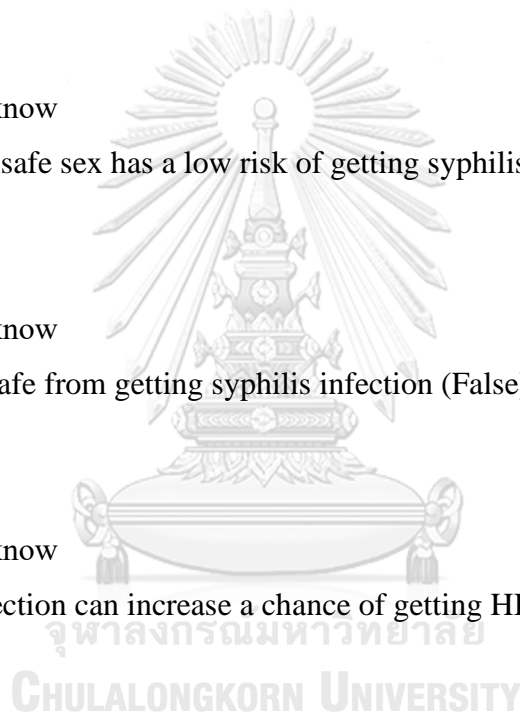 know
safe sex has a low risk of getting syphilis
know
afe from getting syphilis infection (False)
know
ection can increase a chance of getting HI
จุฬาลงกรณ์มหาวิทยาลัย
CHULALONGKORN UNIVERSITY